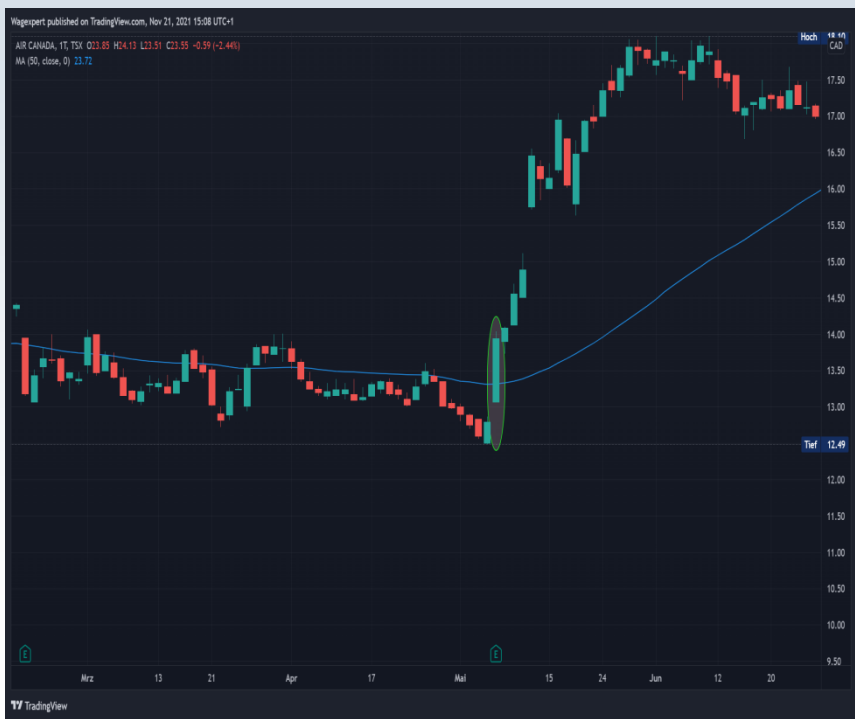 Wagexpert published on TradingView.com, Nov 21, 2021 15:08 UTC+1
AIR CANADA, 1T, TSX O23.85 H24.13 L23.51 C23.55 -0.59 (-2.44%)
MA (50, close, 0) 23.72
Hoch 18.10
CAD
17.50
17.00
16.50
16.00
15.50
15.00
14.50
14.00
13.50
13.00
Tief 12.49
12.00
11.50
11.00
10.50
10.00
9.50
E E
Mrz 13 21 Apr 17 Mai 15 24 Jun 12 20
TradingView